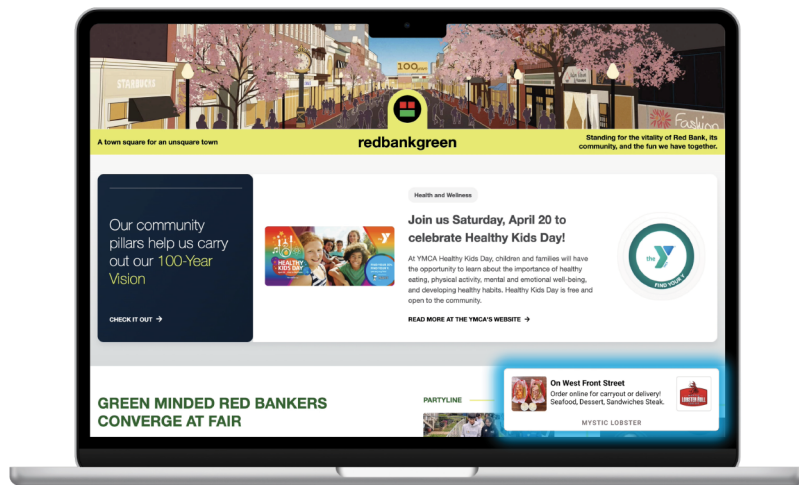 STARBUCKS
100
Fashion
A town square for an unsquare town
redbankgreen
Standing for the vitality of Red Bank, its
community, and the fun we have together.
Our community
pillars help us carry
out our 100-Year
Vision
CHECK IT OUT →
HEALTHY
KIDS DAY
Health and Wellness
Join us Saturday, April 20 to
celebrate Healthy Kids Day!
At YMCA Healthy Kids Day, children and families will have
the opportunity to learn about the importance of healthy
eating, physical activity, mental and emotional well-being,
and developing healthy habits. Healthy Kids Day is free and
open to the community.
READ MORE AT THE YMCA'S WEBSITE →
the
FIND YOUR Y
GREEN MINDED RED BANKERS
CONVERGE AT FAIR
PARTYLINE
On West Front Street
Order online for carryout or delivery!
Seafood, Dessert, Sandwiches Steak.
MYSTIC LOBSTER